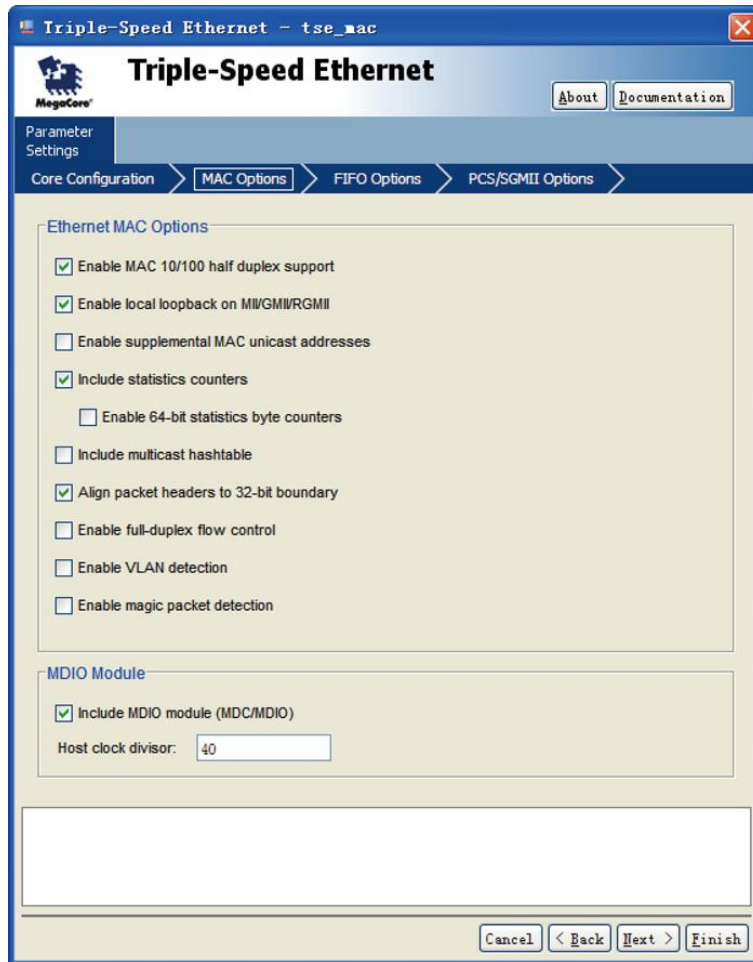 Triple-Speed Ethernet - tse_mac
Triple-Speed Ethernet
MegaCore®
About
Documentation
Parameter
Settings
Core Configuration
MAC Options
FIFO Options
PCS/SGMII Options
Ethernet MAC Options
Enable MAC 10/100 half duplex support
Enable local loopback on MII/GMII/RGMII
Enable supplemental MAC unicast addresses
Include statistics counters
Enable 64-bit statistics byte counters
Include multicast hashtable
Align packet headers to 32-bit boundary
Enable full-duplex flow control
Enable VLAN detection
Enable magic packet detection
MDIO Module
Include MDIO module (MDC/MDIO)
Host clock divisor: 40
Cancel
< Back
Next >
Finish